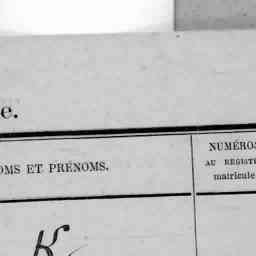 e.
OMS ET PRÉNOMS.
NUMÉROS
AU REGISTRE
matricule
K